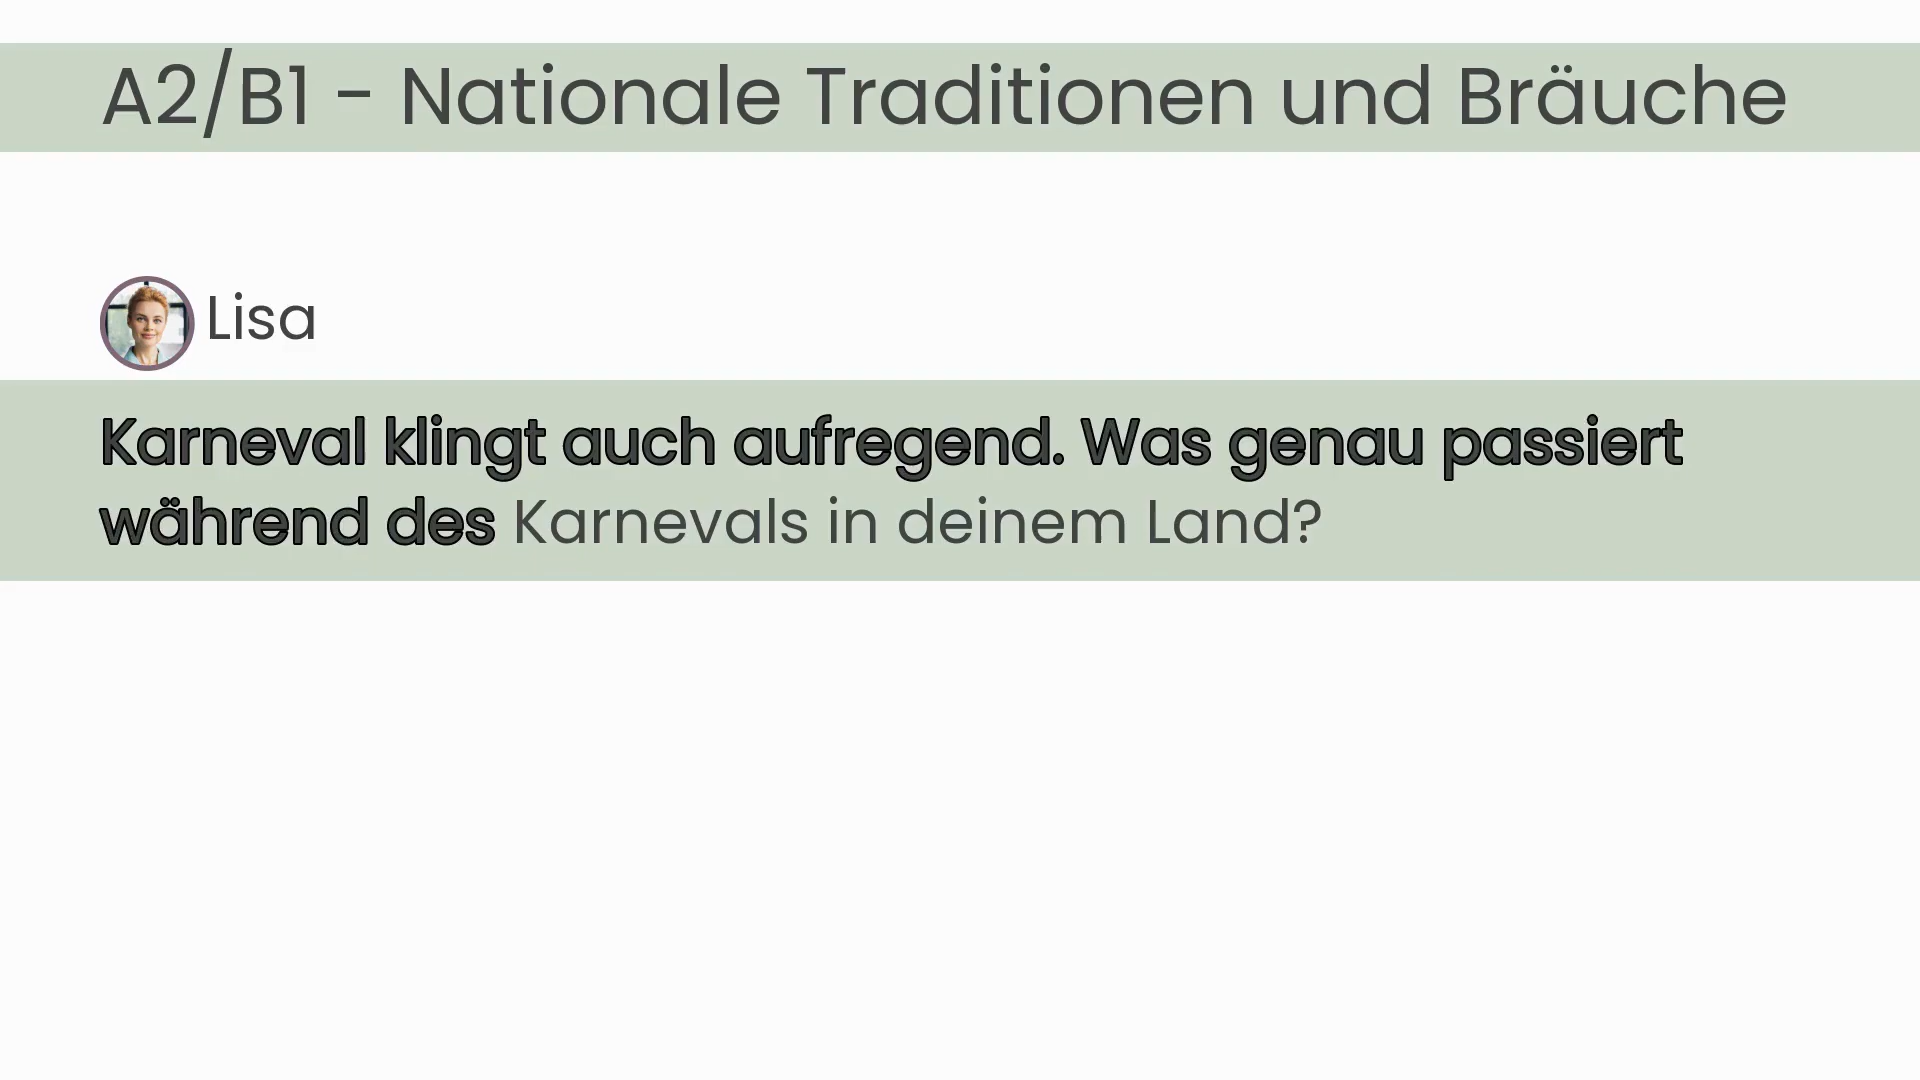 A2/B1 - Nationale Traditionen und Bräuche
Lisa
Karneval klingt auch aufregend. Was genau passiert
während des Karnevals in deinem Land?